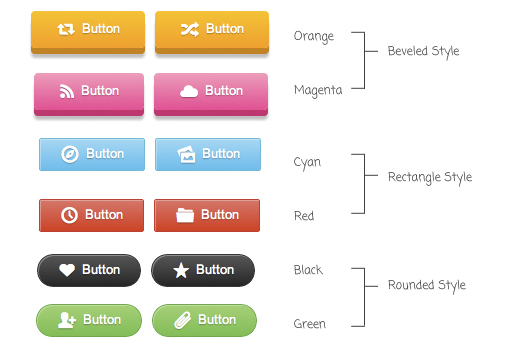 Button Button
Orange
Beveled Style
Button Button
Magenta
Button Button
Cyan
Rectangle Style
Button Button
Red
Button Button
Black
Rounded Style
Button Button
Green